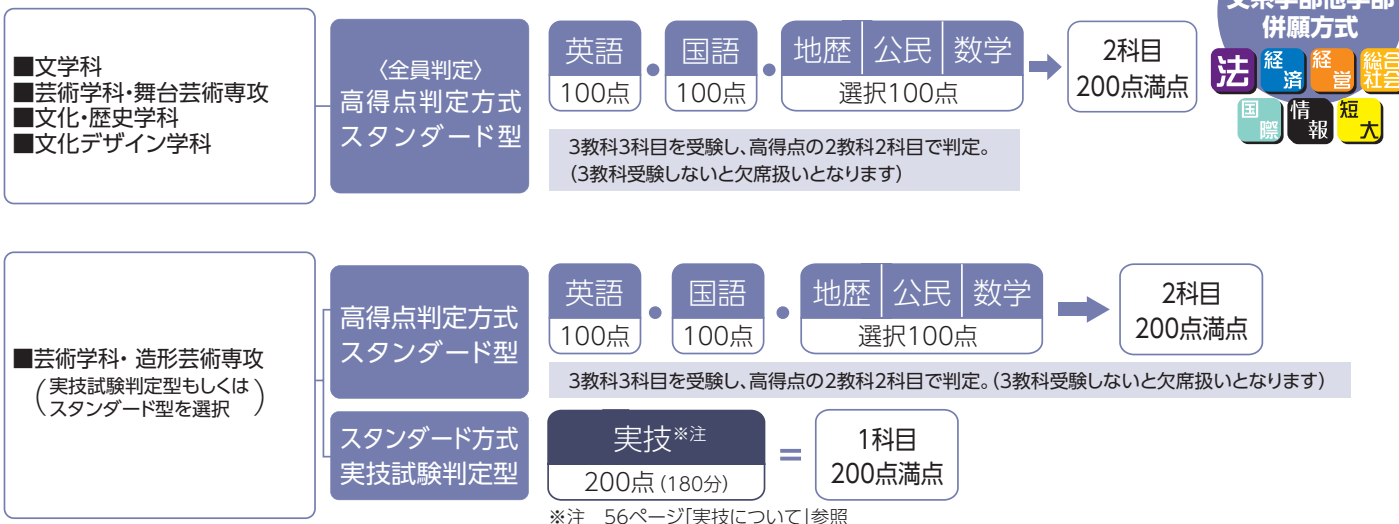 併願方式
法
経済
経営
総合社会
国際
情報
短大
■文学科
■芸術学科・舞台芸術専攻
■文化・歴史学科
■文化デザイン学科
〈全員判定〉
高得点判定方式
スタンダード型
英語
100点
国語
100点
地歴 公民 数学
選択100点
2科目
200点満点
3教科3科目を受験し、高得点の2教科2科目で判定。
(3教科受験しないと欠席扱いとなります)
■芸術学科・ 造形芸術専攻
(実技試験判定型もしくは
スタンダード型を選択)
高得点判定方式
スタンダード型
英語
100点
国語
100点
地歴 公民 数学
選択100点
2科目
200点満点
3教科3科目を受験し、高得点の2教科2科目で判定。(3教科受験しないと欠席扱いとなります)
スタンダード方式
実技試験判定型
実技※注
200点 (180分)
=
1科目
200点満点
※注 56ページ「実技について」参照